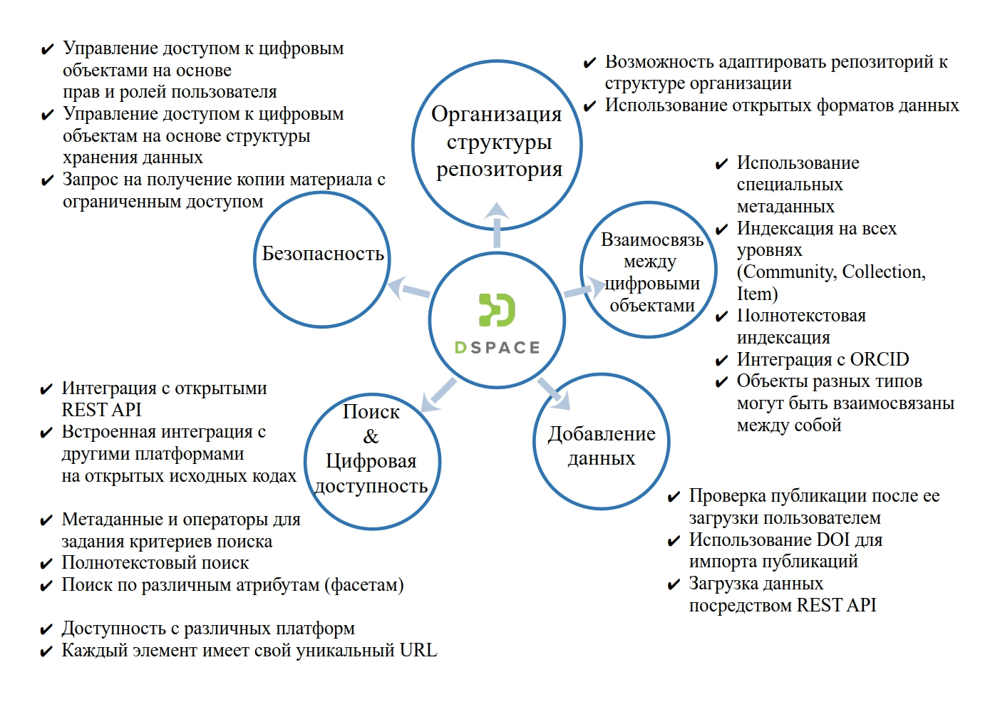 ✔ Управление доступом к цифровым
объектами на основе
прав и ролей пользователя
✔ Управление доступом к цифровым
объектам на основе структуры
хранения данных
✔ Запрос на получение копии материала с
ограниченным доступом
Безопасность
Организация
структуры
репозитория
✔ Возможность адаптировать репозиторий к
структуре организации
✔ Использование открытых форматов данных
Взаимосвязь
между
цифровыми
объектами
✔ Использование
специальных
метаданных
✔ Индексация на всех
уровнях
(Community, Collection,
Item)
✔ Полнотекстовая
индексация
✔ Интеграция с ORCID
✔ Объекты разных типов
могут быть взаимосвязаны
между собой
DSPACE
✔ Интеграция с открытыми
REST API
✔ Встроенная интеграция с
другими платформами
на открытых исходных кодах
✔ Метаданные и операторы для
задания критериев поиска
✔ Полнотекстовый поиск
✔ Поиск по различным атрибутам (фасетам)
✔ Доступность с различных платформ
✔ Каждый элемент имеет свой уникальный URL
Поиск
&
Цифровая
доступность
Добавление
данных
✔ Проверка публикации после ее
загрузки пользователем
✔ Использование DOI для
импорта публикаций
✔ Загрузка данных
посредством REST API